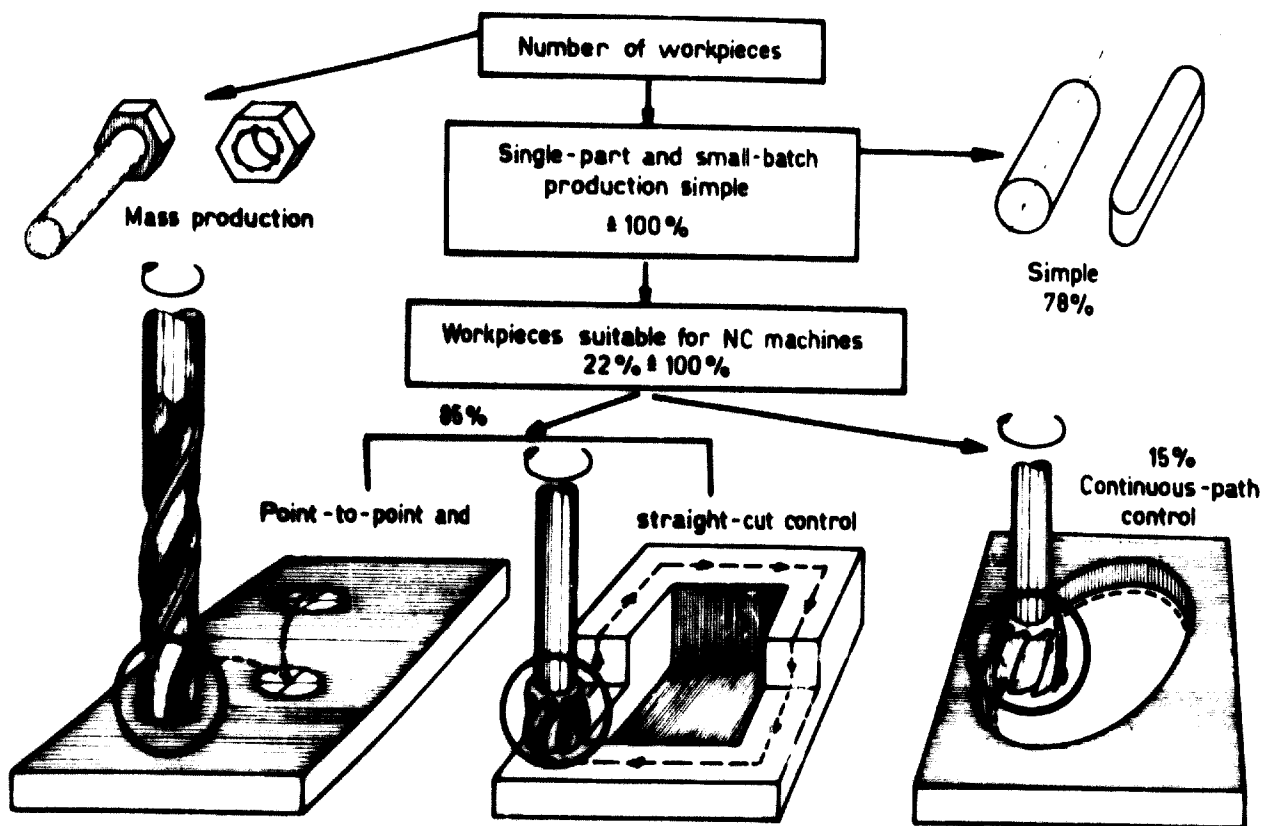 Number of workpieces
Mass production
Single-part and small-batch
production simple
≙ 100%
Simple
78%
Workpieces suitable for NC machines
22% ≙ 100%
85%
Point-to-point and
straight-cut control
15%
Continuous-path
control